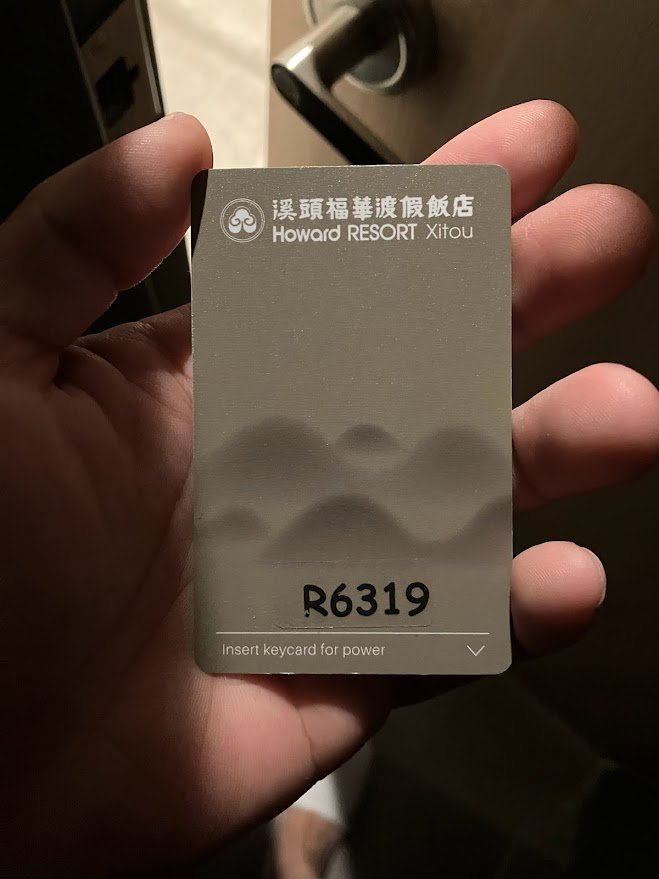 溪頭福華渡假飯店
Howard RESORT Xitou
R6319
Insert keycard for power